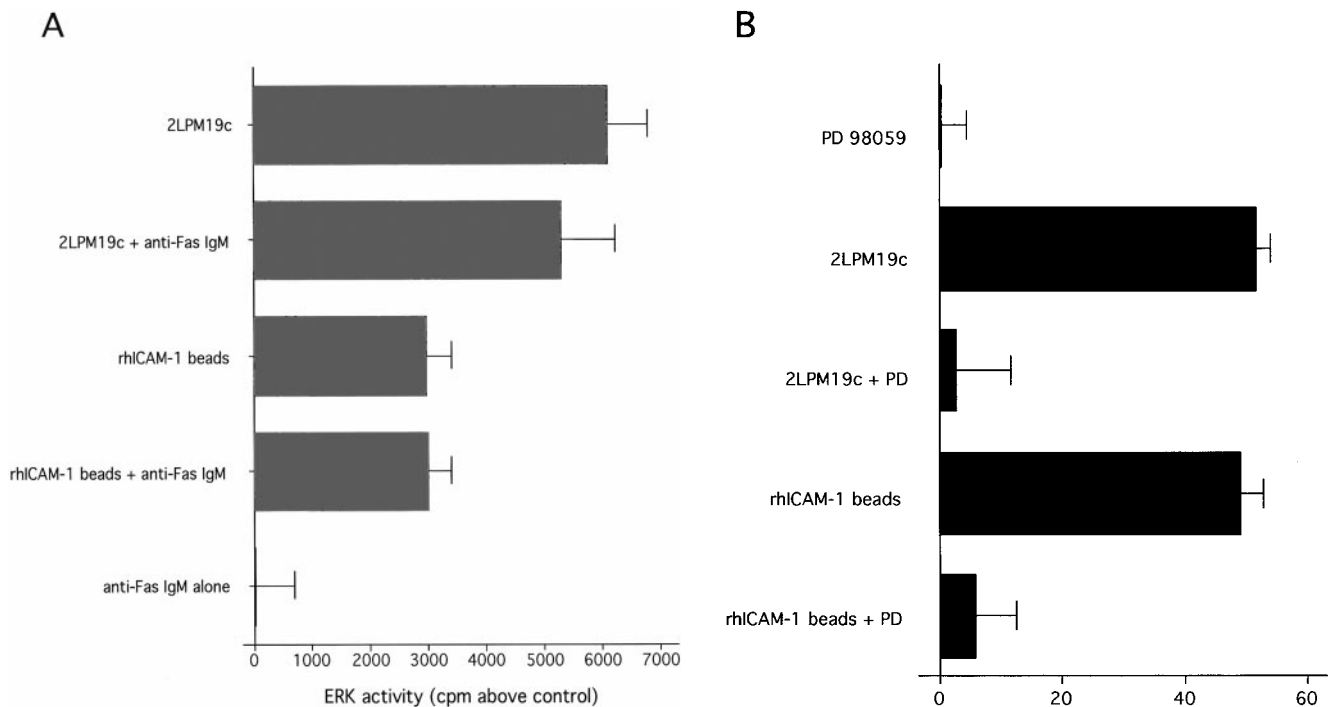 A
2LPM19c
2LPM19c + anti-Fas IgM
rhICAM-1 beads
rhICAM-1 beads + anti-Fas IgM
anti-Fas IgM alone
0 1000 2000 3000 4000 5000 6000 7000
ERK activity (cpm above control)
B
PD 98059
2LPM19c
2LPM19c + PD
rhICAM-1 beads
rhICAM-1 beads + PD
0 20 40 60